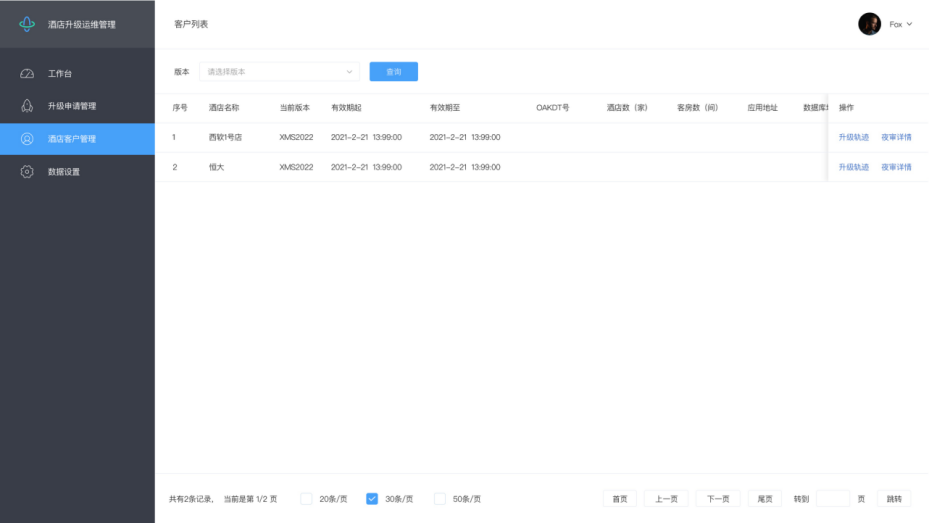 酒店升级运维管理
客户列表
Fox
工作台
升级申请管理
酒店客户管理
数据设置
版本 请选择版本 查询
序号 酒店名称 当前版本 有效期起 有效期至 OAKDT号 酒店数（家） 客房数（间） 应用地址 数据库 操作
1 西软1号店 XMS2022 2021-2-21 13:99:00 2021-2-21 13:99:00 升级轨迹 夜审详情
2 恒大 XMS2022 2021-2-21 13:99:00 2021-2-21 13:99:00 升级轨迹 夜审详情
共有2条记录， 当前是第 1/2 页 20条/页 30条/页 50条/页 首页 上一页 下一页 尾页 转到 页 跳转